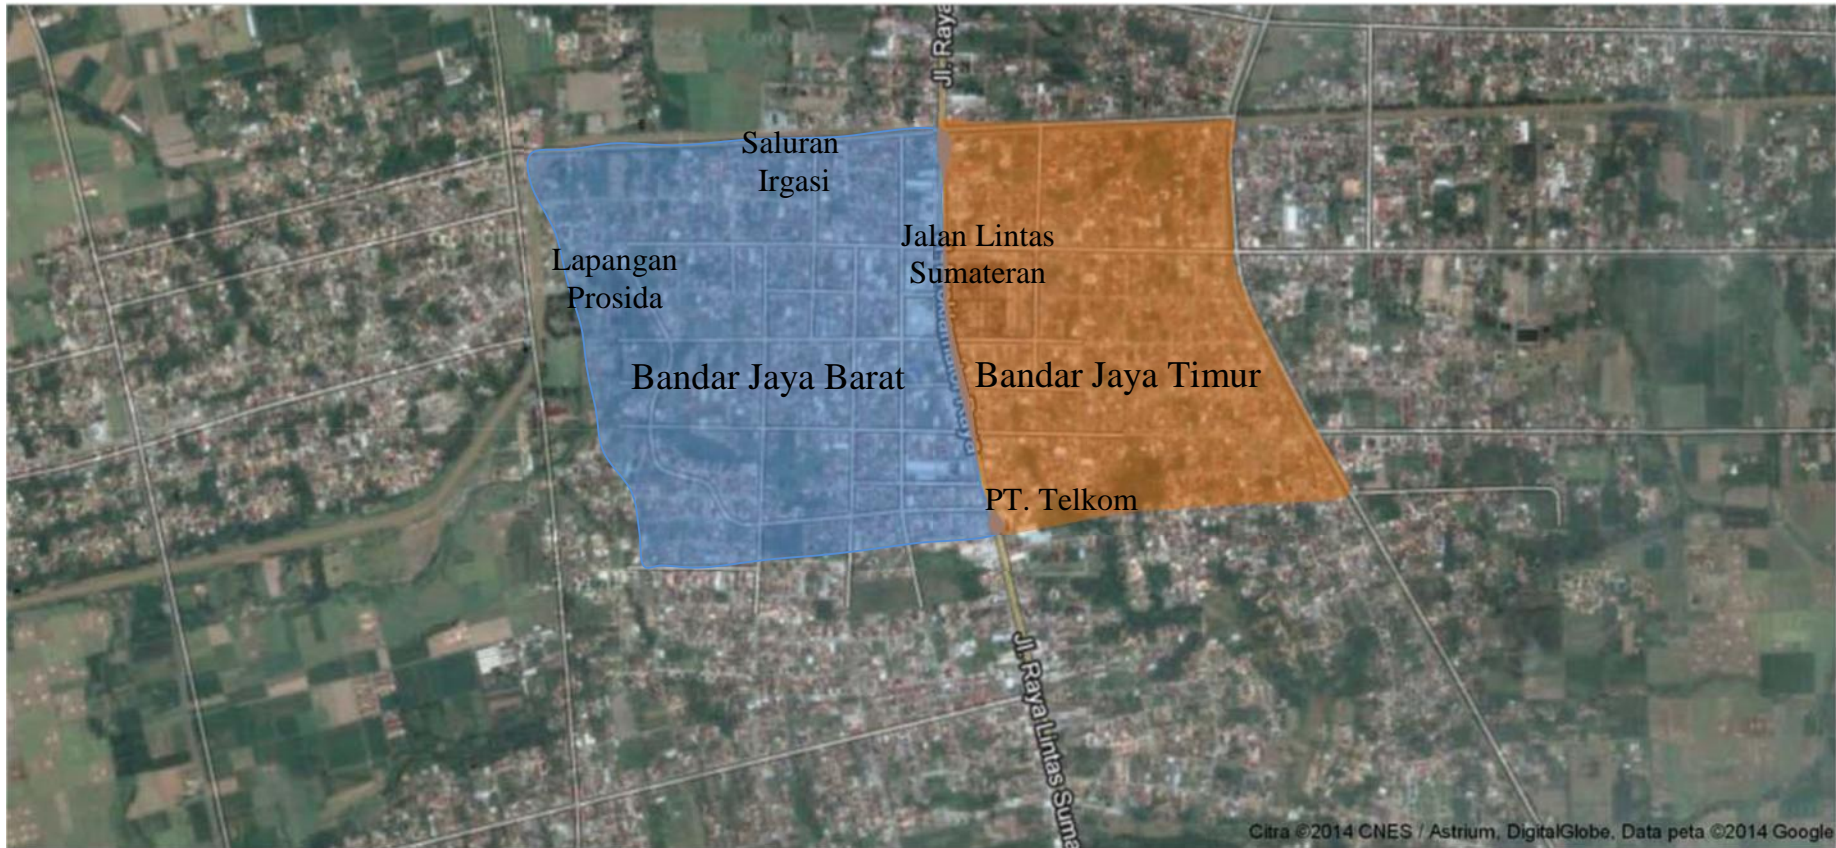 Jl. Raya
Saluran
Irgasi
Jalan Lintas
Sumateran
Lapangan
Prosida
Bandar Jaya Barat
Bandar Jaya Timur
PT. Telkom
Jl. Raya Lintas Suma
Citra ©2014 CNES / Astrium, DigitalGlobe, Data peta ©2014 Google